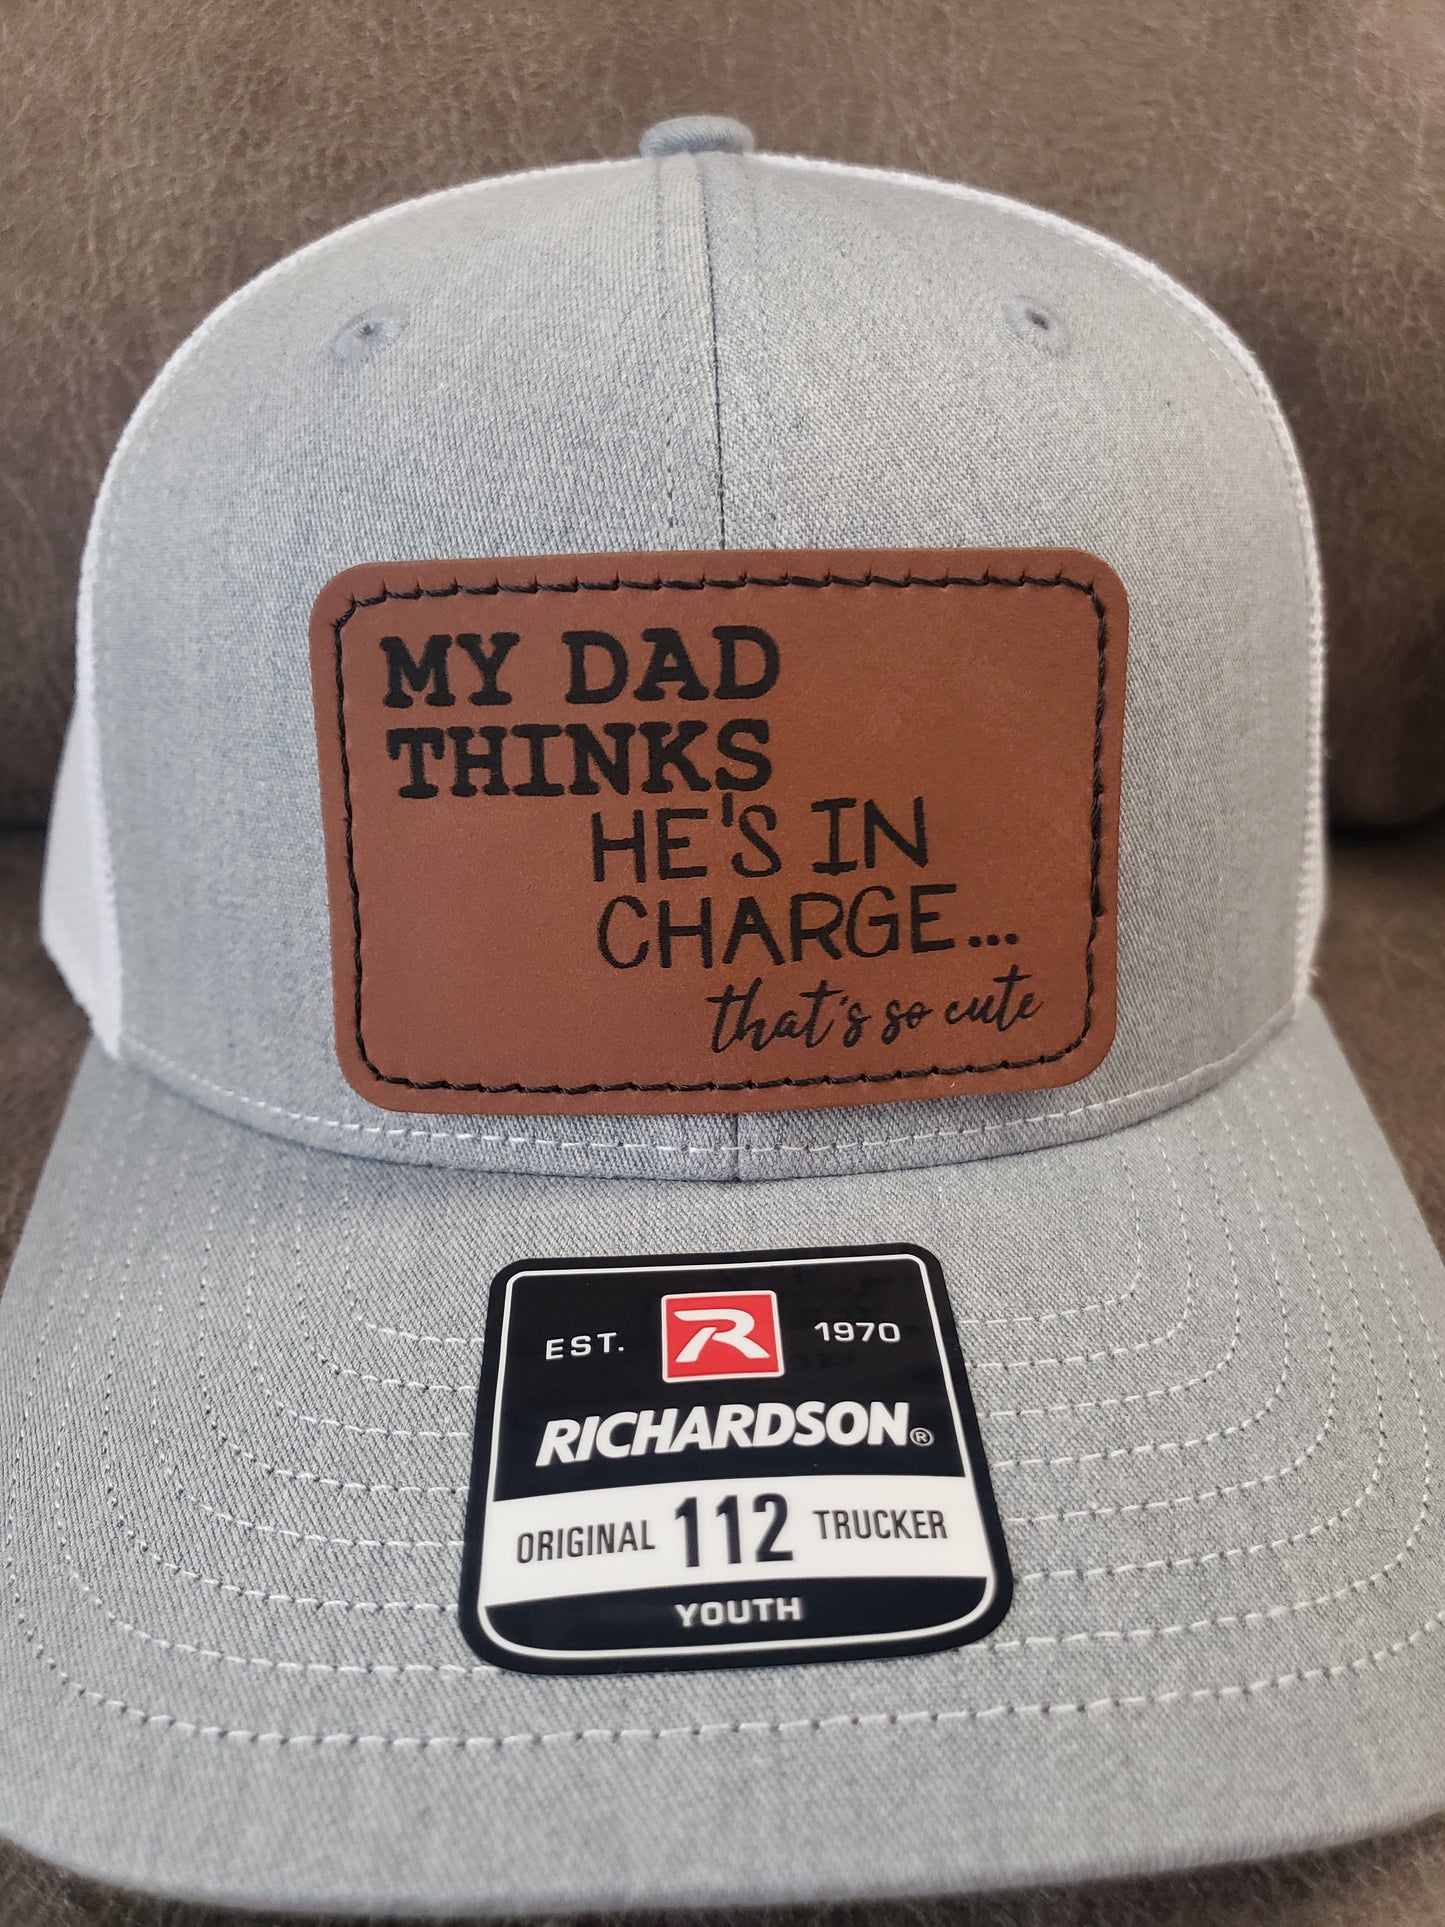 MY DAD
THINKS
HE'S IN
CHARGE...
that's so cute
EST. R 1970
RICHARDSON®
ORIGINAL 112 TRUCKER
YOUTH